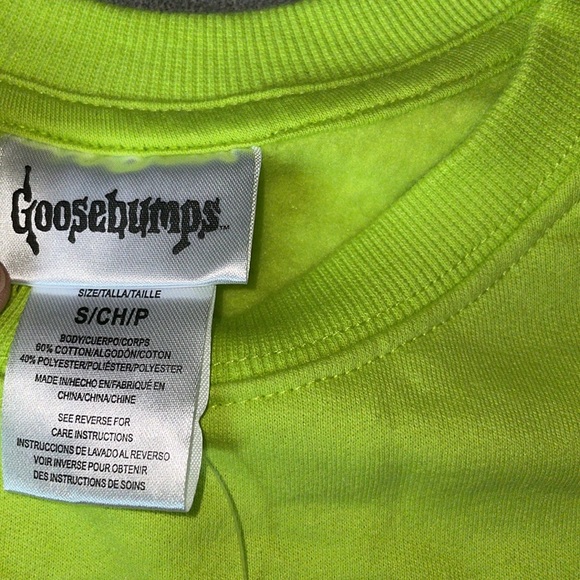 Goosebumps™
SIZE/TALLA/TAILLE
S/CH/P
BODY/CUERPO/CORPS
60% COTTON/ALGODÓN/COTON
40% POLYESTER/POLIÉSTER/POLYESTER
MADE IN/HECHO EN/FABRIQUÉ EN
CHINA/CHINA/CHINE
SEE REVERSE FOR
CARE INSTRUCTIONS
INSTRUCCIONES DE LAVADO AL REVERSO
VOIR INVERSE POUR OBTENIR
DES INSTRUCTIONS DE SOINS